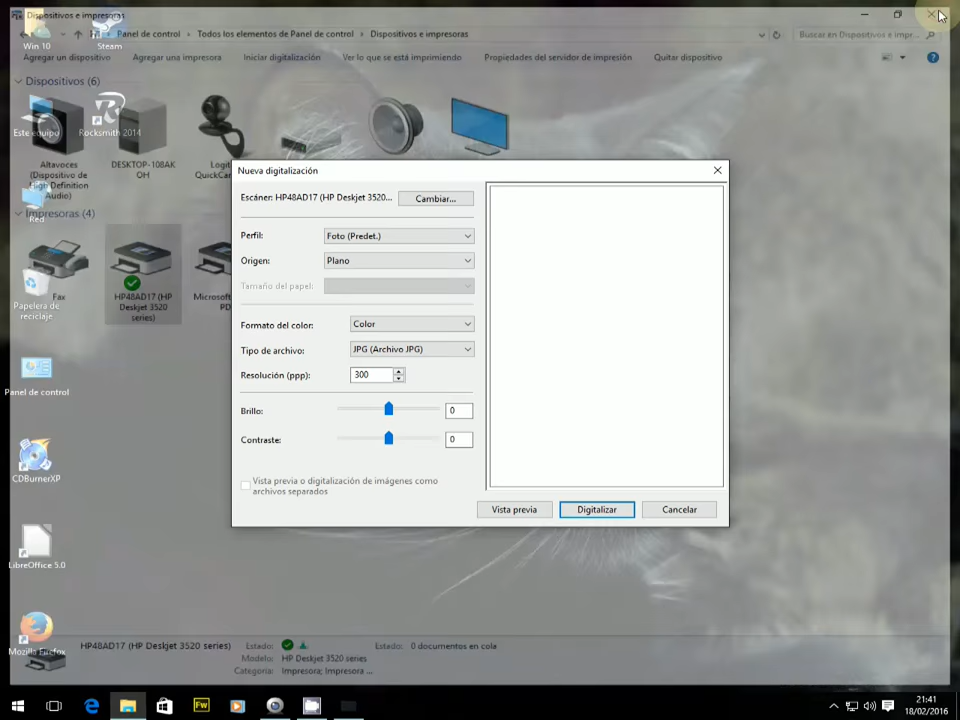 Dispositivos e impresoras
Panel de control › Todos los elementos de Panel de control › Dispositivos e impresoras
Buscar en Dispositivos e impr...
Agregar un dispositivo Agregar una impresora Iniciar digitalización Ver lo que se está imprimiendo Propiedades del servidor de impresión Quitar dispositivo
Win 10
Steam
Dispositivos (6)
Este equipo
Rocksmith 2014
Altavoces
(Dispositivo de
High Definition
Audio)
DESKTOP-108AK
OH
Logit
QuickCar
Red
Impresoras (4)
Fax
HP48AD17 (HP
Deskjet 3520
series)
Microsof
PD
Papelera de
reciclaje
Panel de control
CDBurnerXP
LibreOffice 5.0
Mozilla Firefox
Nueva digitalización
Escáner: HP48AD17 (HP Deskjet 3520...
Cambiar...
Perfil:
Foto (Predet.)
Origen:
Plano
Tamaño del papel:
Formato del color:
Color
Tipo de archivo:
JPG (Archivo JPG)
Resolución (ppp):
300
Brillo:
0
Contraste:
0
Vista previa o digitalización de imágenes como
archivos separados
Vista previa
Digitalizar
Cancelar
HP48AD17 (HP Deskjet 3520 series)
Estado:
Estado: 0 documentos en cola
Modelo: HP Deskjet 3520 series
Categoría: Impresora; Impresora ...
Fw
21:41
18/02/2016